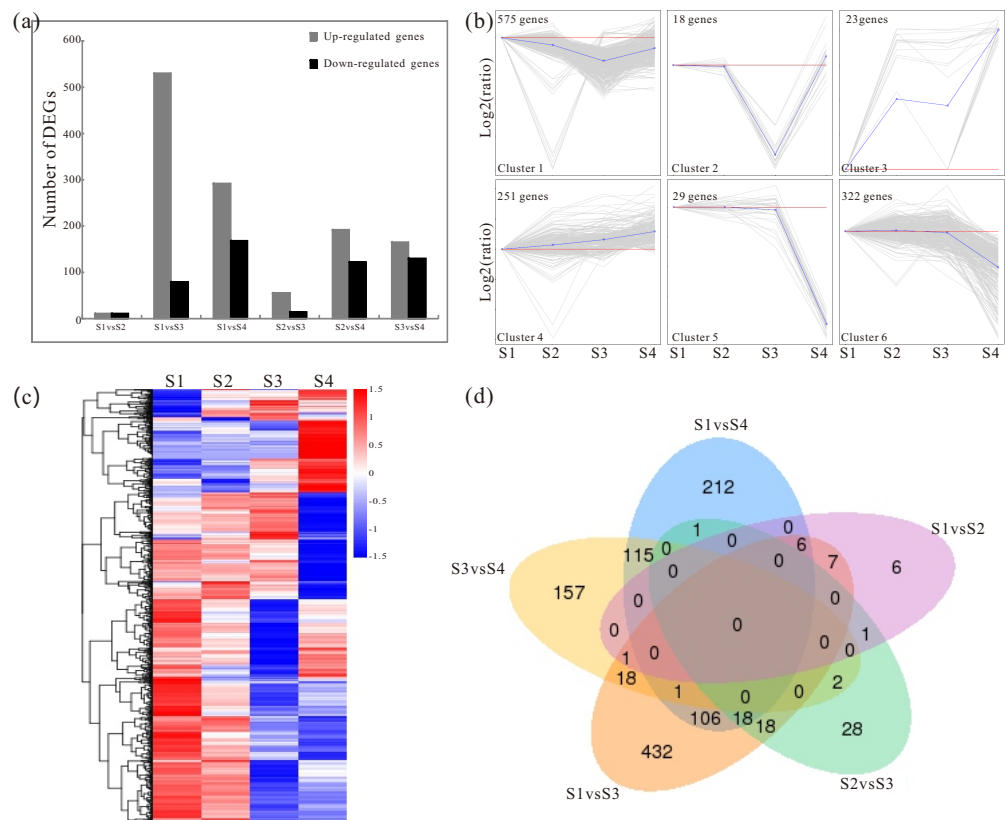 (a)
Number of DEGs
600
500
400
300
200
100
0
Up-regulated genes
Down-regulated genes
S1vsS2
S1vsS3
S1vsS4
S2vsS3
S2vsS4
S3vsS4
(b)
Log2(ratio)
575 genes
Cluster 1
18 genes
Cluster 2
23genes
Cluster 3
Log2(ratio)
251 genes
Cluster 4
29 genes
Cluster 5
322 genes
Cluster 6
S1 S2 S3 S4
S1 S2 S3 S4
S1 S2 S3 S4
(c)
S1 S2 S3 S4
1.5
1
0.5
0
-0.5
-1
-1.5
(d)
S1vsS4
212
S1vsS2
0
1
0
6
115
0
7
6
S3vsS4
0
0
157
0
0
0
0
1
0
0
1
0
0
18
2
1
0
0
106
18
18
28
432
S2vsS3
S1vsS3